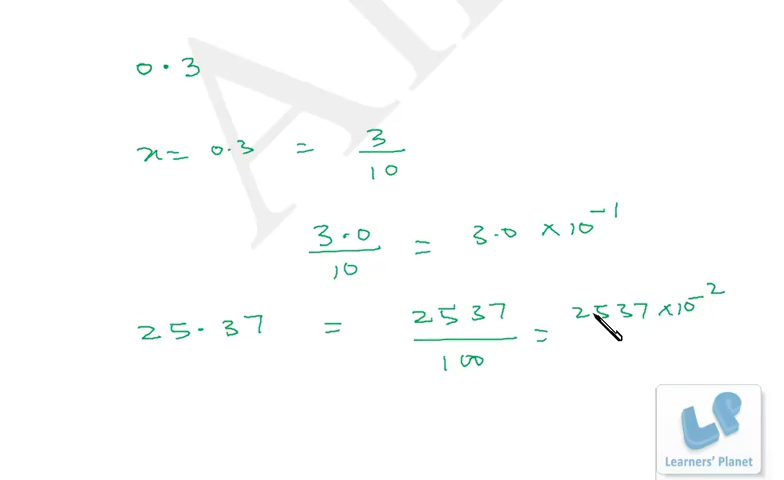 0.3
x = 0.3 = 3/10
3.0/10 = 3.0 × 10⁻¹
25.37 = 2537/100 = 2537 × 10⁻²
LP
Learners' Planet